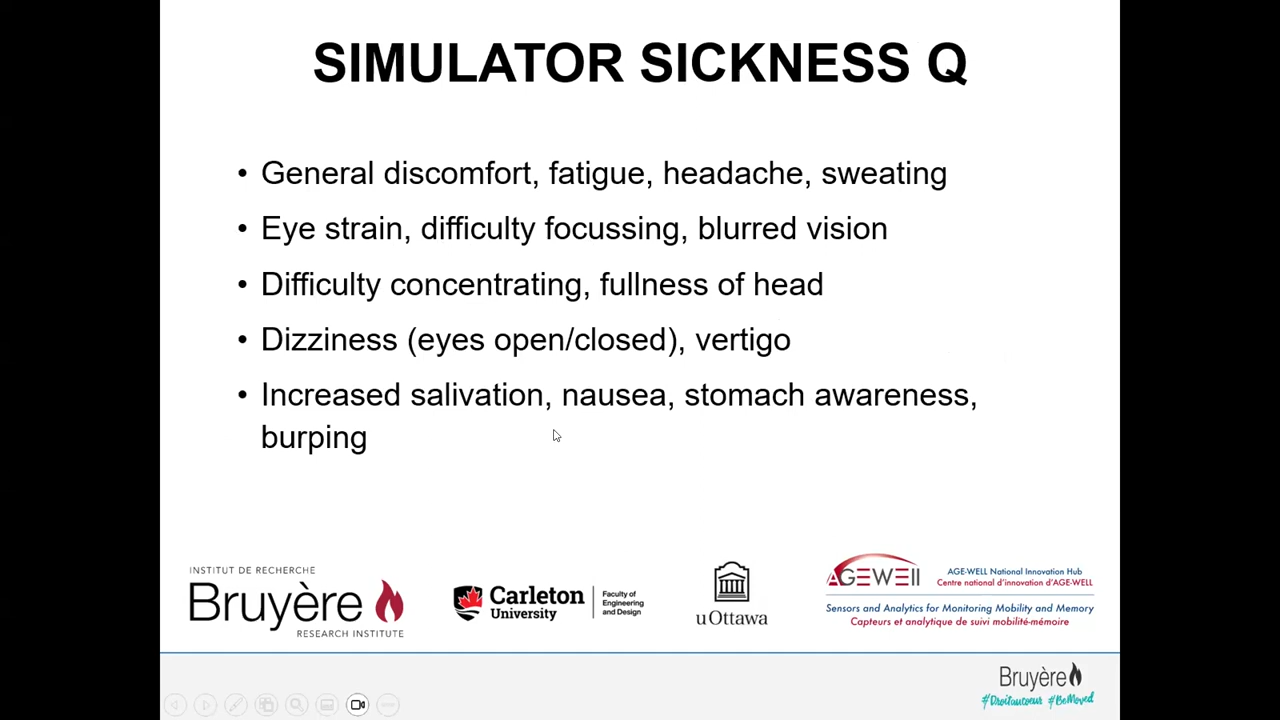 SIMULATOR SICKNESS Q
• General discomfort, fatigue, headache, sweating
• Eye strain, difficulty focussing, blurred vision
• Difficulty concentrating, fullness of head
• Dizziness (eyes open/closed), vertigo
• Increased salivation, nausea, stomach awareness,
burping
INSTITUT DE RECHERCHE
Bruyère
RESEARCH INSTITUTE
Carleton
University
Faculty of
Engineering
and Design
uOttawa
AGEWELL
AGE-WELL National Innovation Hub
Centre national d'innovation d'AGE-WELL
Sensors and Analytics for Monitoring Mobility and Memory
Capteurs et analytique de suivi mobilité-mémoire
Bruyère
#Droitaucoeur #BeMoved